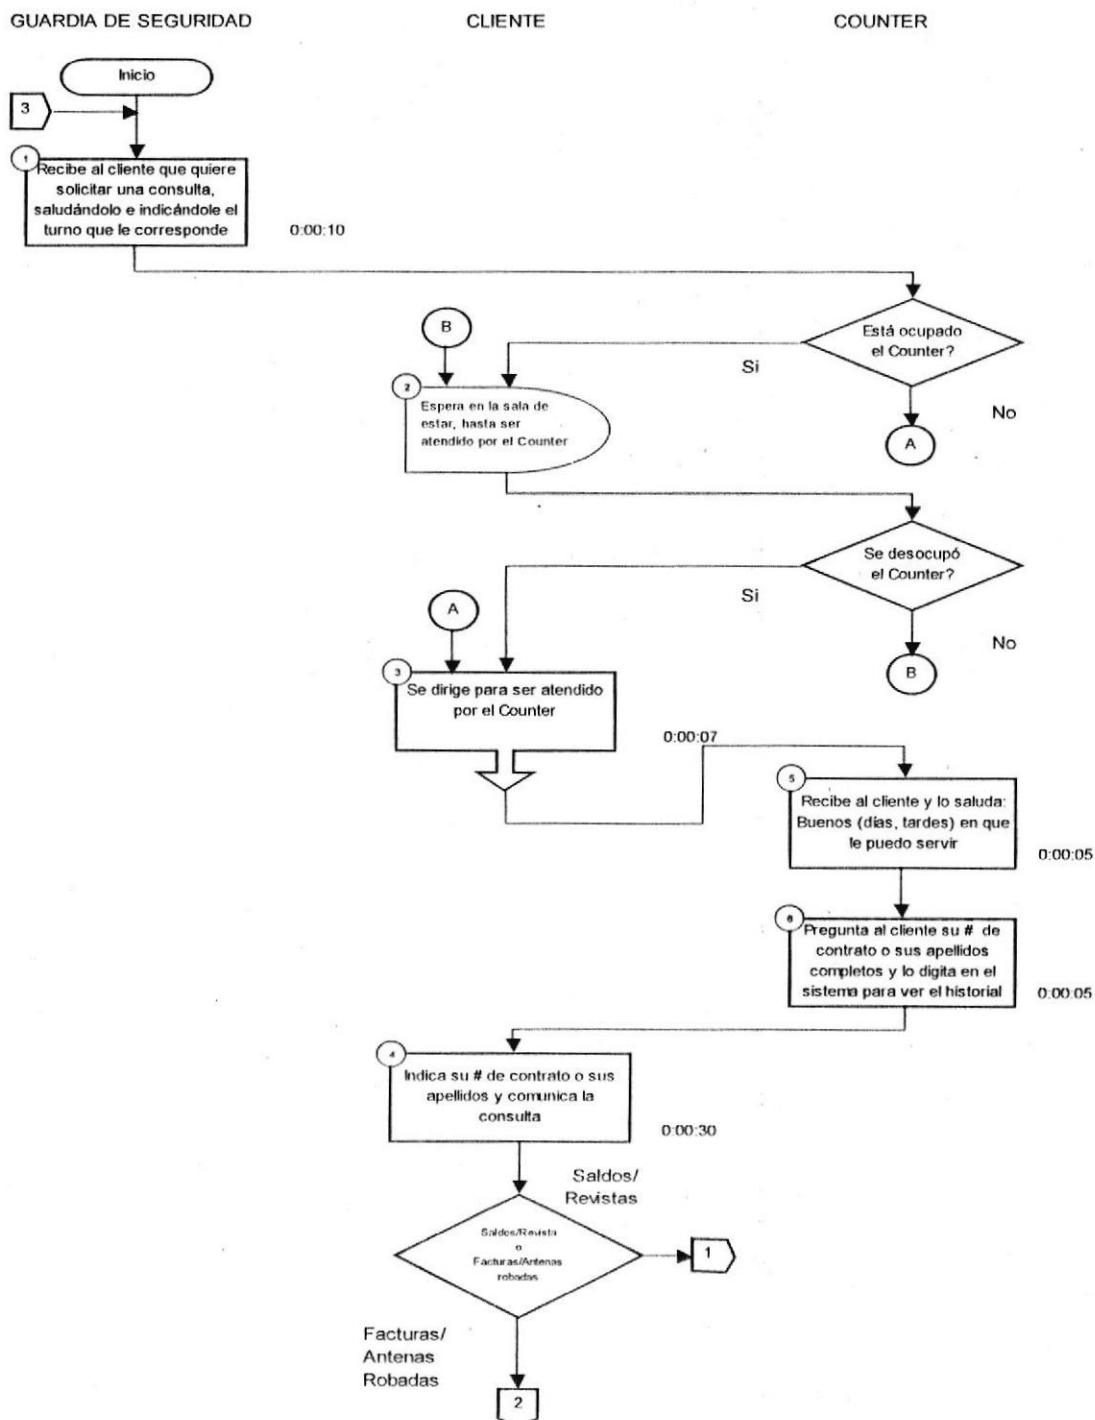 GUARDIA DE SEGURIDAD
CLIENTE
COUNTER
Inicio
3
1
Recibe al cliente que quiere
solicitar una consulta,
saludándolo e indicándole el
turno que le corresponde
0:00:10
Está ocupado
el Counter?
Si
No
A
B
2
Espera en la sala de
estar, hasta ser
atendido por el Counter
Se desocupó
el Counter?
Si
No
B
A
3
Se dirige para ser atendido
por el Counter
0:00:07
5
Recibe al cliente y lo saluda:
Buenos (días, tardes) en que
le puedo servir
0:00:05
6
Pregunta al cliente su # de
contrato o sus apellidos
completos y lo digita en el
sistema para ver el historial
0:00:05
4
Indica su # de contrato o sus
apellidos y comunica la
consulta
0:00:30
Saldos/
Revistas
Saldos/Revista
o
Facturas/Antenas
robadas
1
Facturas/
Antenas
Robadas
2